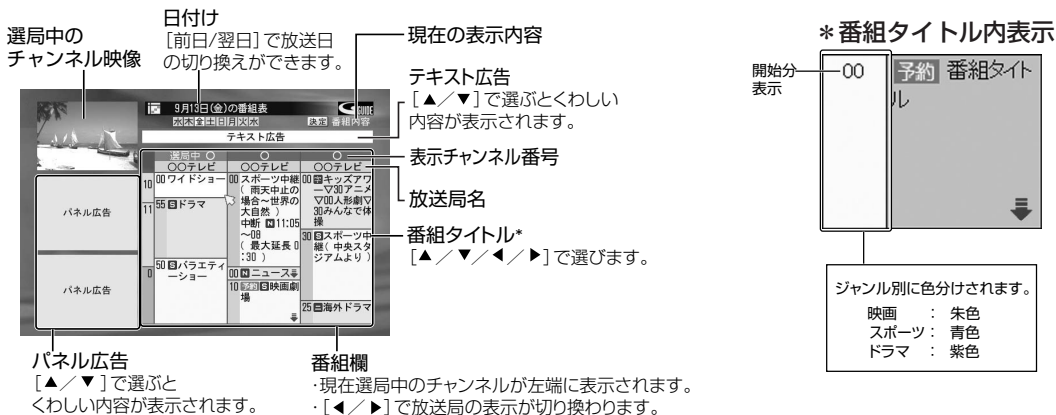 選局中の
チャンネル映像
日付け
[前日/翌日]で放送日
の切り換えができます。
現在の表示内容
テキスト広告
[▲/▼]で選ぶとくわしい
内容が表示されます。
表示チャンネル番号
放送局名
番組タイトル*
[▲/▼/◀/▶]で選びます。
9月13日(金)の番組表
GUIDE
水木金土日月火水
決定 番組内容
テキスト広告
選局中 ○
○
○
○○テレビ
○○テレビ
○○テレビ
パネル広告
パネル広告
10
11
0
00 ワイドショー
55 Sドラマ
50 Sバラエティ
ーショー
00 スポーツ中継
( 雨天中止の
場合~世界の
大自然 )
中断 N11:05
~08
( 最大延長 0
:30 )
00 Nニュース
10 予約 S映画劇
場
00 キッズアワ
ー▽30アニメ
▽00人形劇▽
30みんなで体
操
30 Sスポーツ中
継( 中央スタ
ジアムより )
25 海外ドラマ
パネル広告
[▲/▼]で選ぶと
くわしい内容が表示されます。
番組欄
·現在選局中のチャンネルが左端に表示されます。
·[◀/▶]で放送局の表示が切り換わります。
*番組タイトル内表示
開始分
表示
00
予約 番組タイト
ル
ジャンル別に色分けされます。
映画 : 朱色
スポーツ : 青色
ドラマ : 紫色